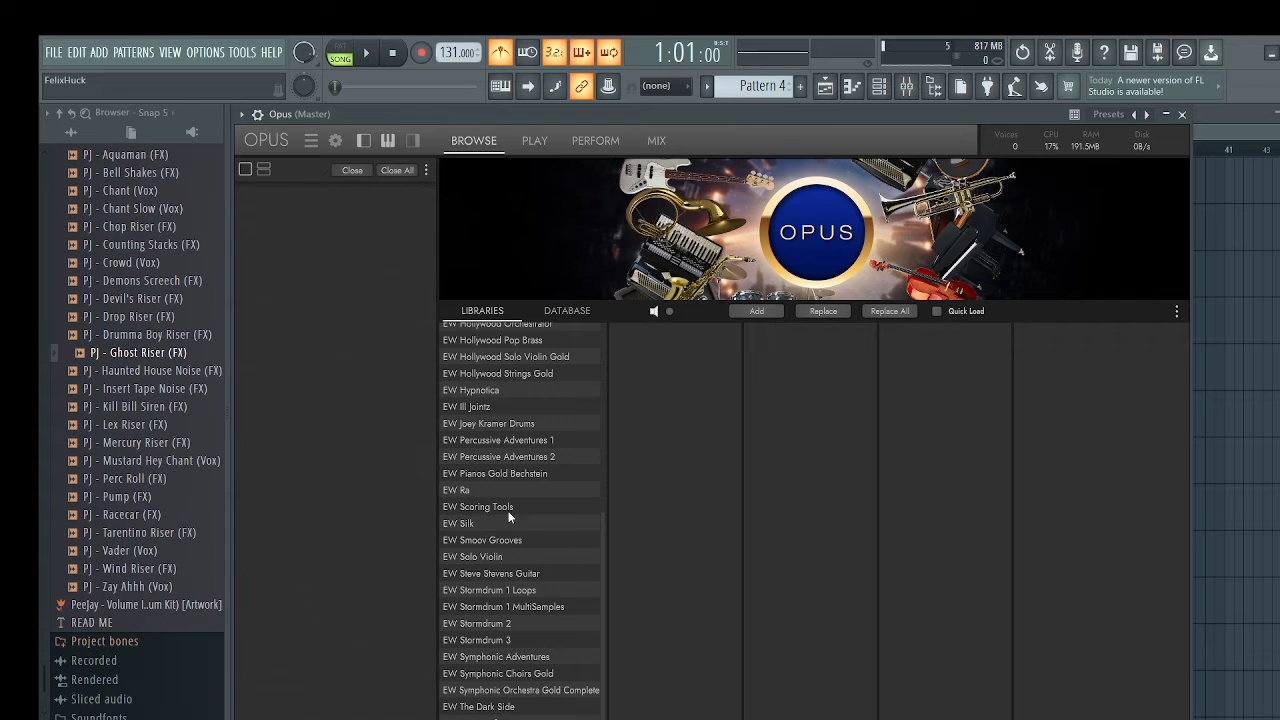 FILE EDIT ADD PATTERNS VIEW OPTIONS TOOLS HELP
PAT
SONG
131.000
3.2.
1:01:00
B:S:T
5
817 MB
0
FelixHuck
(none)
Pattern 4
Today A newer version of FL
Studio is available!
Browser - Snap 5
OPUS (Master)
Presets
OPUS
BROWSE
PLAY
PERFORM
MIX
Voices
0
CPU
17%
RAM
191.5MB
Disk
0B/s
41
43
Close
Close All
OPUS
LIBRARIES
DATABASE
Add
Replace
Replace All
Quick Load
PJ - Aquaman (FX)
PJ - Bell Shakes (FX)
PJ - Chant (Vox)
PJ - Chant Slow (Vox)
PJ - Chop Riser (FX)
PJ - Counting Stacks (FX)
PJ - Crowd (Vox)
PJ - Demons Screech (FX)
PJ - Devil's Riser (FX)
PJ - Drop Riser (FX)
PJ - Drumma Boy Riser (FX)
PJ - Ghost Riser (FX)
PJ - Haunted House Noise (FX)
PJ - Insert Tape Noise (FX)
PJ - Kill Bill Siren (FX)
PJ - Lex Riser (FX)
PJ - Mercury Riser (FX)
PJ - Mustard Hey Chant (Vox)
PJ - Perc Roll (FX)
PJ - Pump (FX)
PJ - Racecar (FX)
PJ - Tarentino Riser (FX)
PJ - Vader (Vox)
PJ - Wind Riser (FX)
PJ - Zay Ahhh (Vox)
PeeJay - Volume I..um Kit) [Artwork]
READ ME
Project bones
Recorded
Rendered
Sliced audio
Soundfonts
EW Hollywood Orchestrator
EW Hollywood Pop Brass
EW Hollywood Solo Violin Gold
EW Hollywood Strings Gold
EW Hypnotica
EW Ill Jointz
EW Joey Kramer Drums
EW Percussive Adventures 1
EW Percussive Adventures 2
EW Pianos Gold Bechstein
EW Ra
EW Scoring Tools
EW Silk
EW Smoov Grooves
EW Solo Violin
EW Steve Stevens Guitar
EW Stormdrum 1 Loops
EW Stormdrum 1 MultiSamples
EW Stormdrum 2
EW Stormdrum 3
EW Symphonic Adventures
EW Symphonic Choirs Gold
EW Symphonic Orchestra Gold Complete
EW The Dark Side